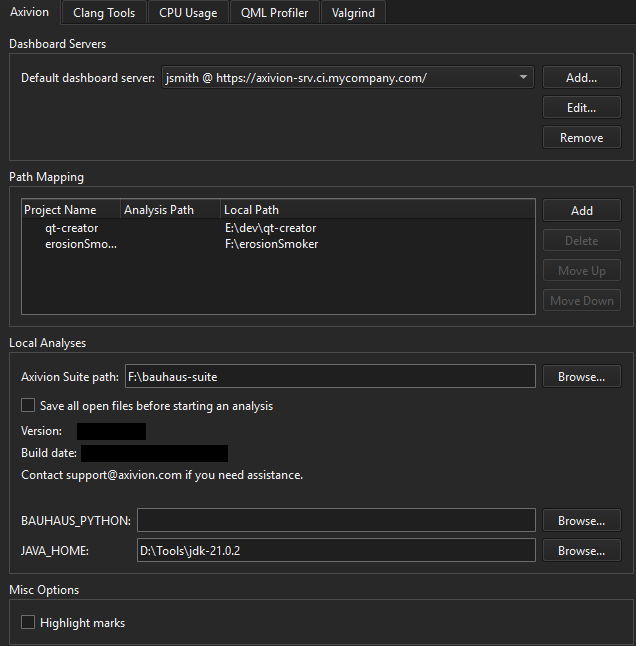 Axivion Clang Tools CPU Usage QML Profiler Valgrind
Dashboard Servers
Default dashboard server: jsmith @ https://axivion-srv.ci.mycompany.com/ Add...
Edit...
Remove
Path Mapping
Project Name Analysis Path Local Path Add
qt-creator E:\dev\qt-creator
erosionSmo... F:\erosionSmoker Delete
Move Up
Move Down
Local Analyses
Axivion Suite path: F:\bauhaus-suite Browse...
Save all open files before starting an analysis
Version:
Build date:
Contact support@axivion.com if you need assistance.
BAUHAUS_PYTHON: Browse...
JAVA_HOME: D:\Tools\jdk-21.0.2 Browse...
Misc Options
Highlight marks